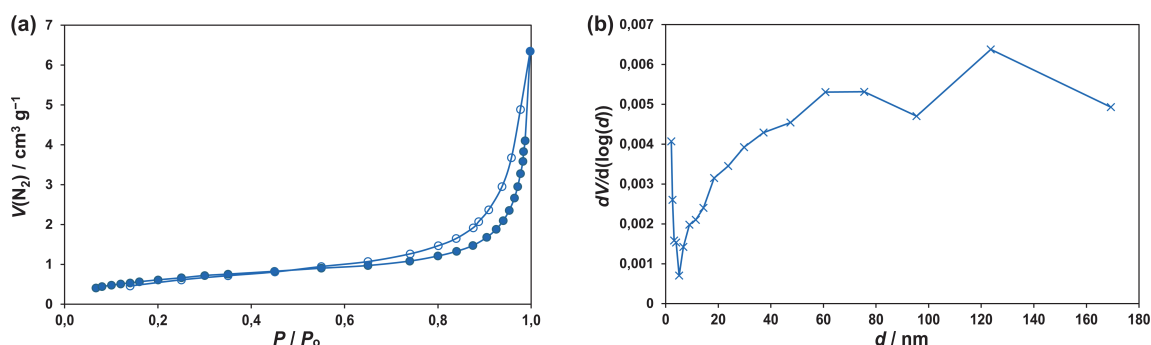 (a)
7
6
5
4
3
2
1
0
V(N₂) / cm³ g⁻¹
0,0 0,2 0,4 0,6 0,8 1,0
P / P₀
(b)
0,007
0,006
0,005
0,004
0,003
0,002
0,001
0
dV/d(log(d))
0 20 40 60 80 100 120 140 160 180
d / nm